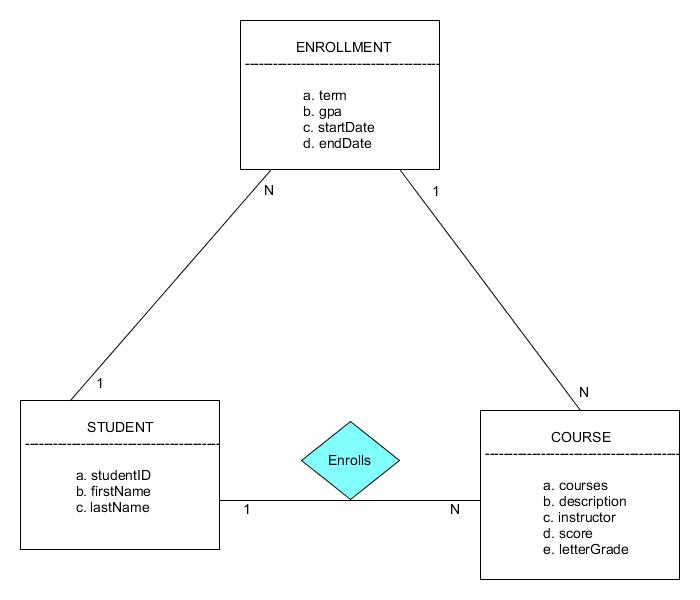 ENROLLMENT
a. term
b. gpa
c. startDate
d. endDate
N
1
1
N
STUDENT
a. studentID
b. firstName
c. lastName
Enrolls
1
N
COURSE
a. courses
b. description
c. instructor
d. score
e. letterGrade